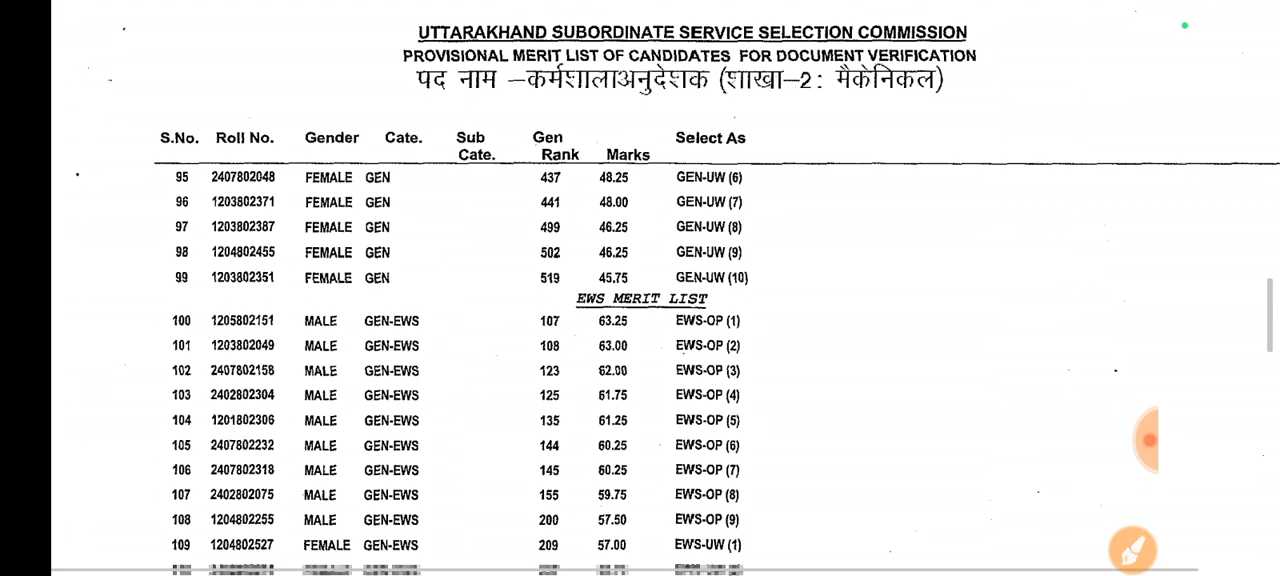 UTTARAKHAND SUBORDINATE SERVICE SELECTION COMMISSION
PROVISIONAL MERIT LIST OF CANDIDATES FOR DOCUMENT VERIFICATION
पद नाम –कर्मशालाअनुदेशक (शाखा–2: मैकेनिकल)
S.No. Roll No. Gender Cate. Sub Cate. Gen Rank Marks Select As
95 2407802048 FEMALE GEN 437 48.25 GEN-UW (6)
96 1203802371 FEMALE GEN 441 48.00 GEN-UW (7)
97 1203802387 FEMALE GEN 499 46.25 GEN-UW (8)
98 1204802455 FEMALE GEN 502 46.25 GEN-UW (9)
99 1203802351 FEMALE GEN 519 45.75 GEN-UW (10)
EWS MERIT LIST
100 1205802151 MALE GEN-EWS 107 63.25 EWS-OP (1)
101 1203802049 MALE GEN-EWS 108 63.00 EWS-OP (2)
102 2407802158 MALE GEN-EWS 123 62.00 EWS-OP (3)
103 2402802304 MALE GEN-EWS 125 61.75 EWS-OP (4)
104 1201802306 MALE GEN-EWS 135 61.25 EWS-OP (5)
105 2407802232 MALE GEN-EWS 144 60.25 EWS-OP (6)
106 2407802318 MALE GEN-EWS 145 60.25 EWS-OP (7)
107 2402802075 MALE GEN-EWS 155 59.75 EWS-OP (8)
108 1204802255 MALE GEN-EWS 200 57.50 EWS-OP (9)
109 1204802527 FEMALE GEN-EWS 209 57.00 EWS-UW (1)